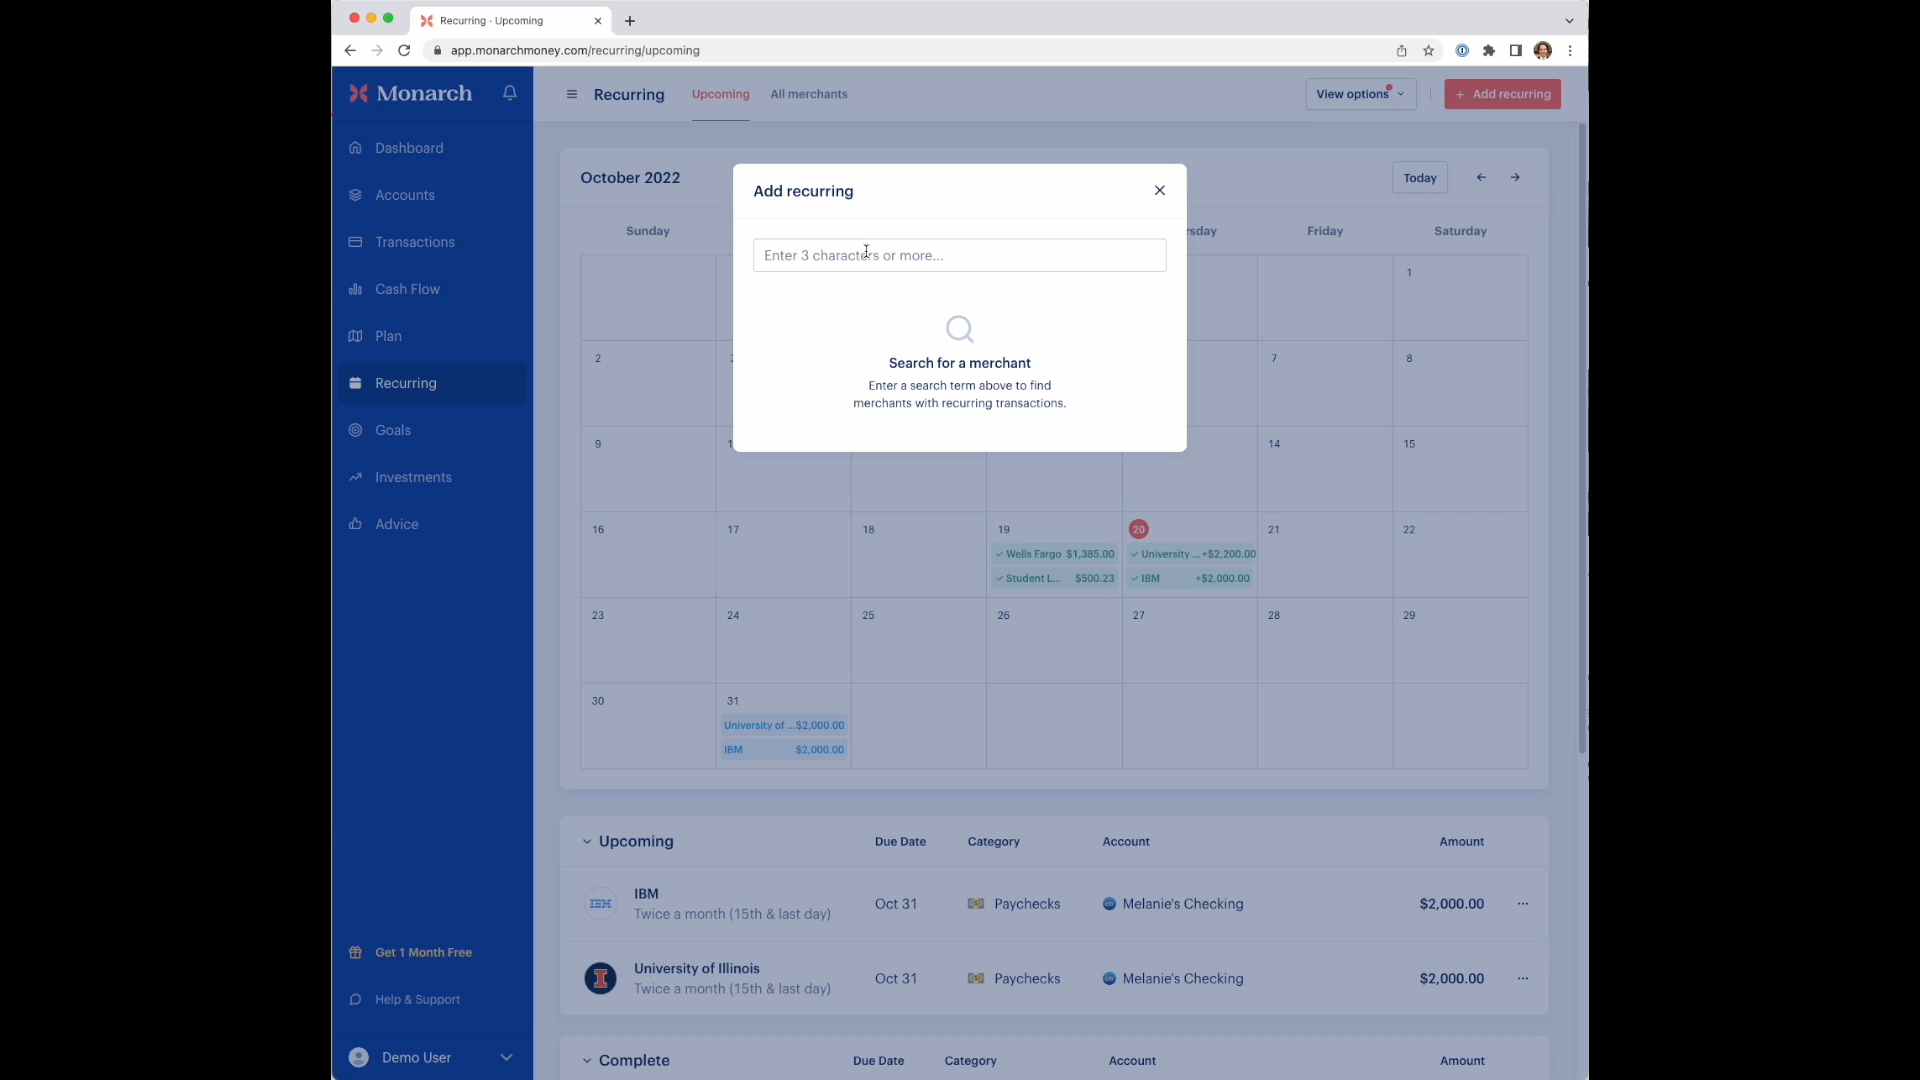 Recurring · Upcoming
app.monarchmoney.com/recurring/upcoming
Monarch
Recurring
Upcoming
All merchants
View options
+ Add recurring
Dashboard
Accounts
Transactions
Cash Flow
Plan
Recurring
Goals
Investments
Advice
Get 1 Month Free
Help & Support
Demo User
October 2022
Today
Add recurring
Enter 3 characters or more...
Search for a merchant
Enter a search term above to find
merchants with recurring transactions.
Sunday
Friday
Saturday
1
2
7
8
9
14
15
16
17
18
19
20
21
22
Wells Fargo $1,385.00
Student L... $500.23
University ... +$2,200.00
IBM +$2,000.00
23
24
25
26
27
28
29
30
31
University of ... $2,000.00
IBM $2,000.00
Upcoming Due Date Category Account Amount
IBM
IBM
Twice a month (15th & last day)
Oct 31 Paychecks Melanie's Checking $2,000.00 ...
I
University of Illinois
Twice a month (15th & last day)
Oct 31 Paychecks Melanie's Checking $2,000.00 ...
Complete Due Date Category Account Amount